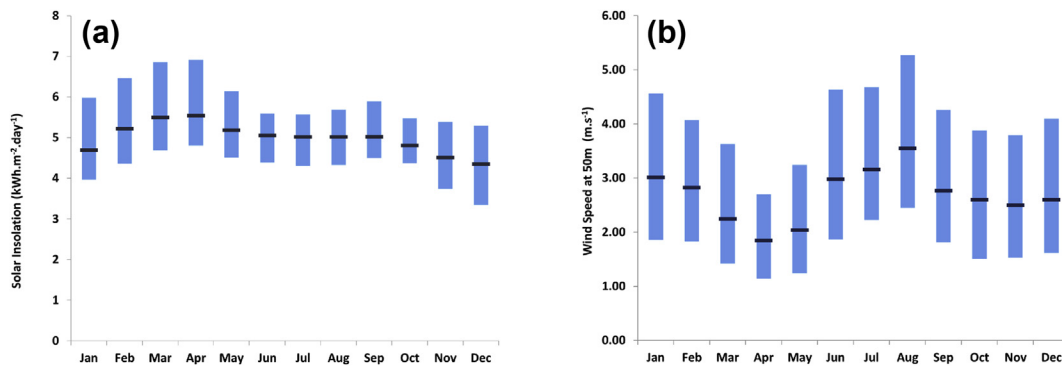 (a)
Solar Insolation (kWh.m⁻².day⁻¹)
8
7
6
5
4
3
2
1
0
Jan Feb Mar Apr May Jun Jul Aug Sep Oct Nov Dec
(b)
Wind Speed at 50m (m.s⁻¹)
6.00
5.00
4.00
3.00
2.00
1.00
0.00
Jan Feb Mar Apr May Jun Jul Aug Sep Oct Nov Dec